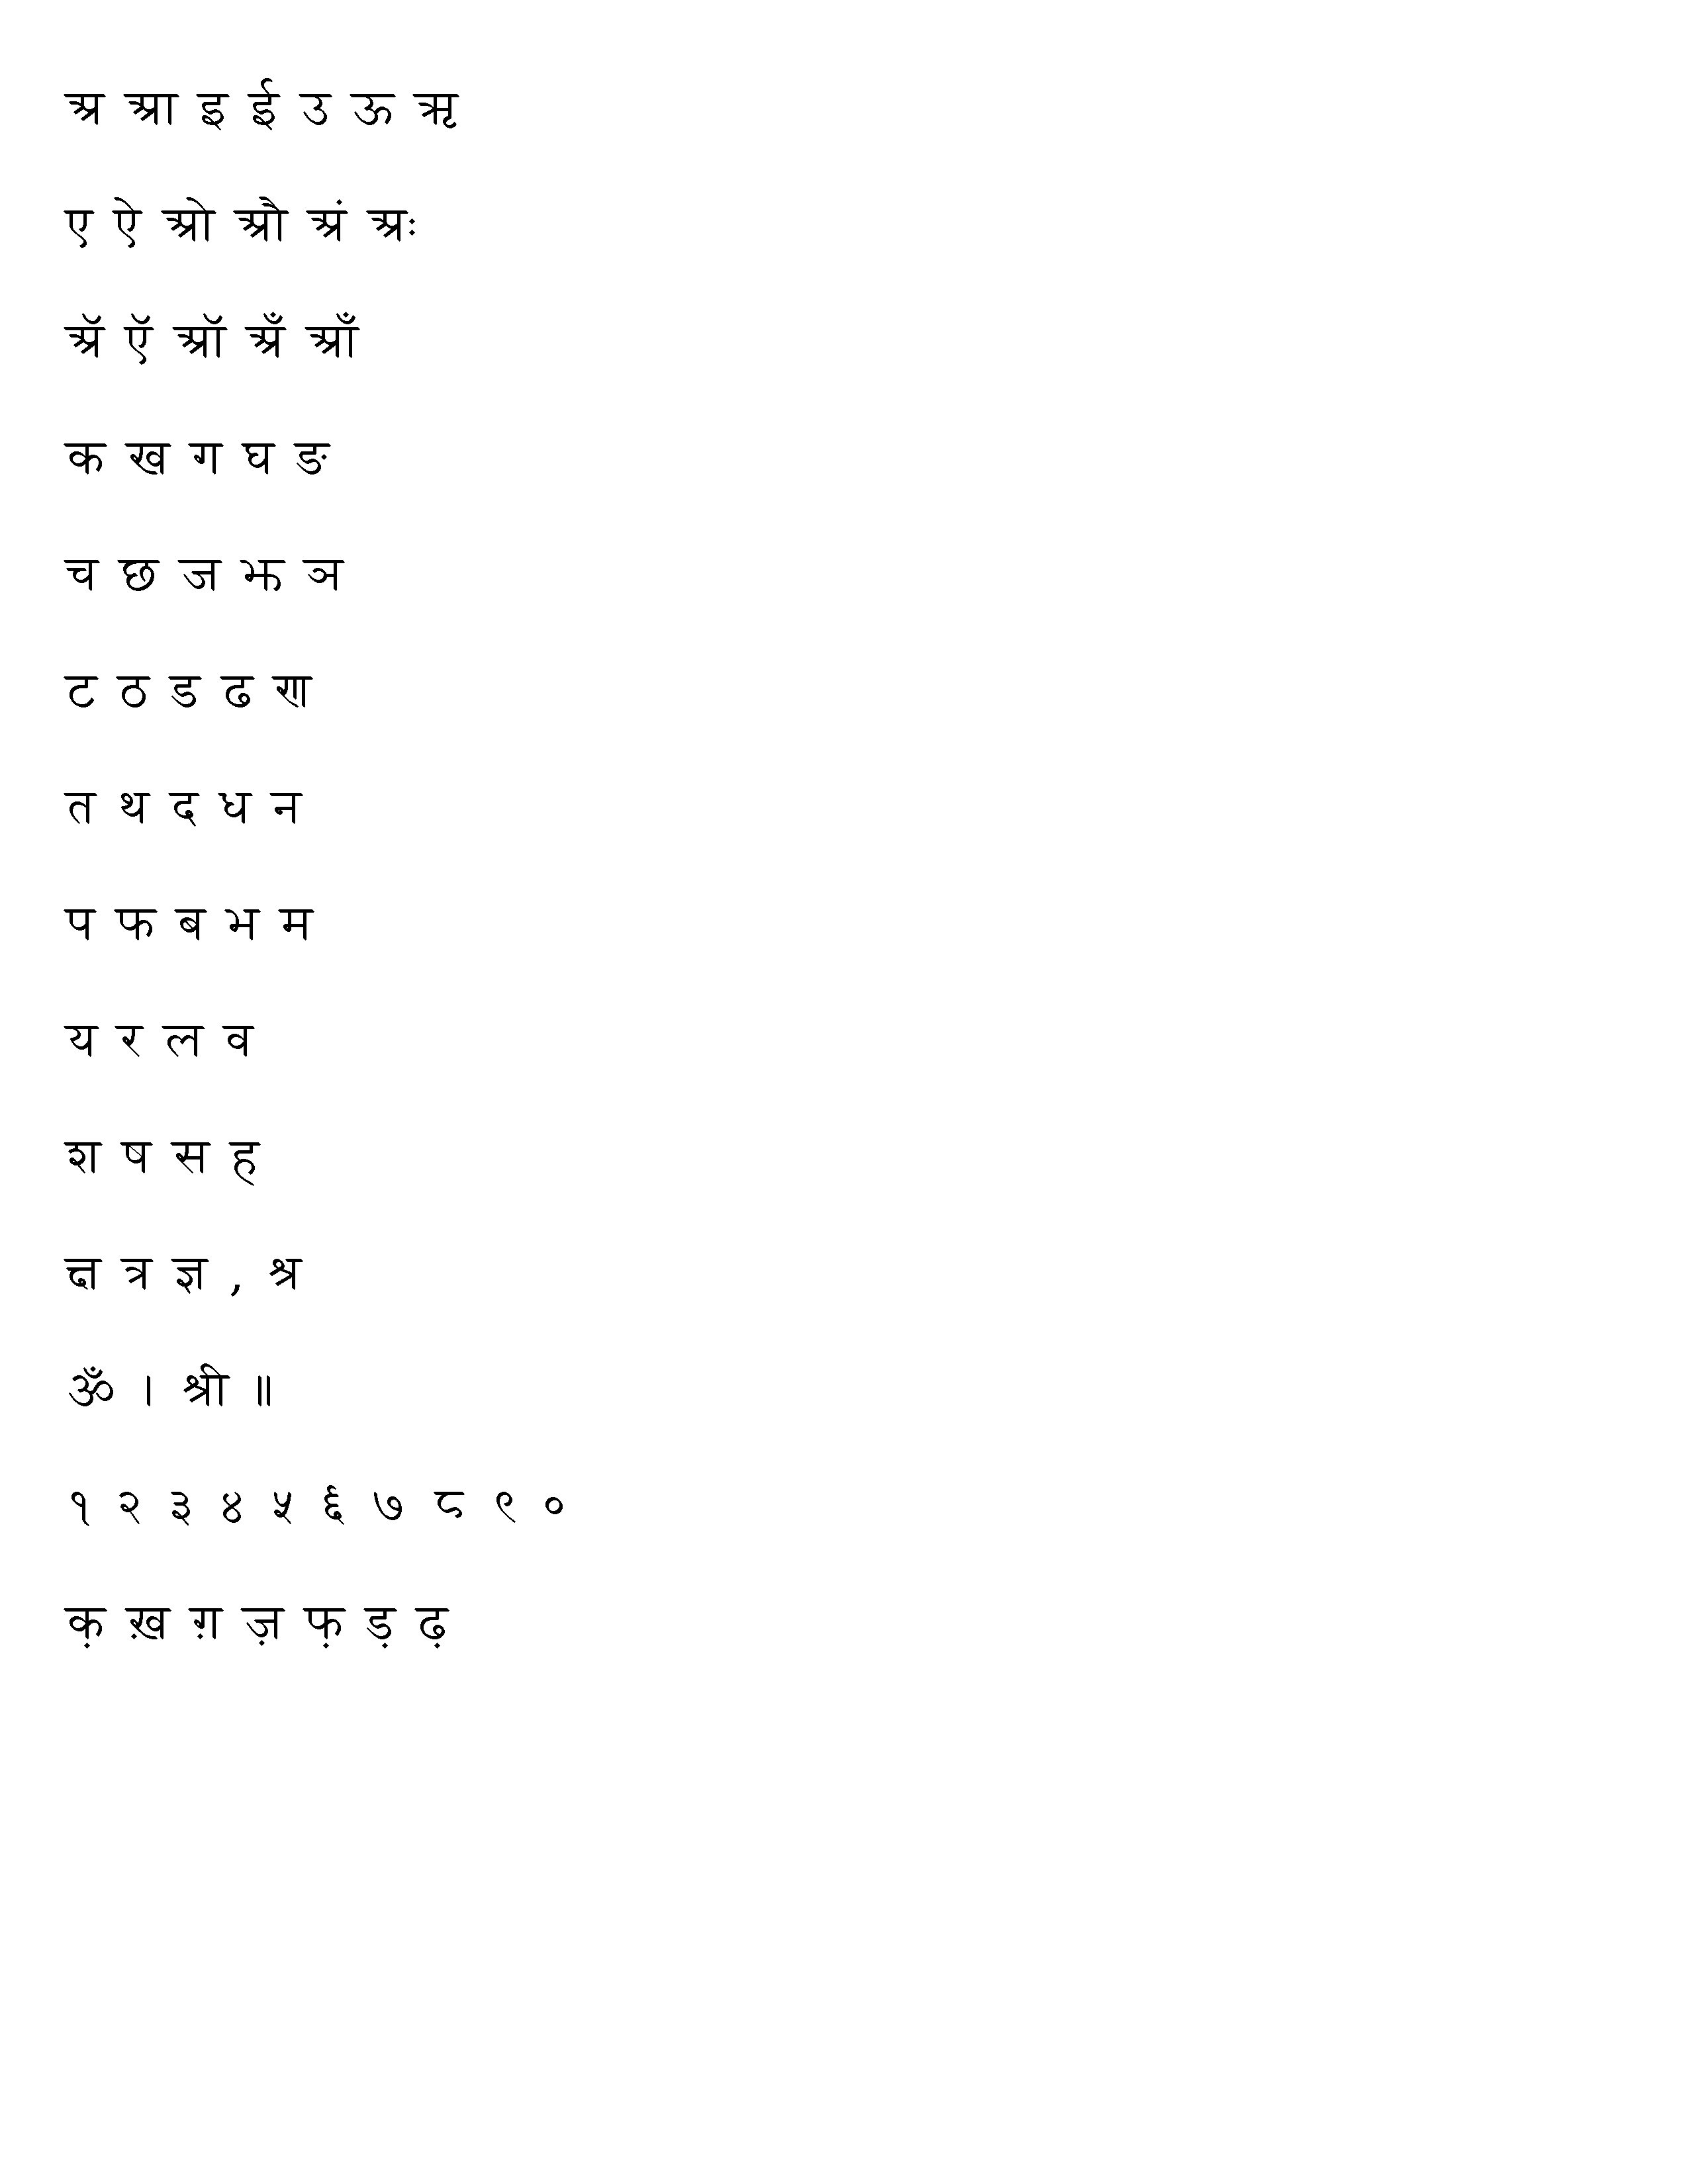 अ आ इ ई उ ऊ ऋ
ए ऐ ओ औ अं अः
ॲ ऍ ऑ अँ आँ
क ख ग घ ङ
च छ ज झ ञ
ट ठ ड ढ ण
त थ द ध न
प फ ब भ म
य र ल व
श ष स ह
क्ष त्र ज्ञ , श्र
ॐ । श्री ॥
१ २ ३ ४ ५ ६ ७ ८ ९ ०
क़ ख़ ग़ ज़ फ़ ड़ ढ़